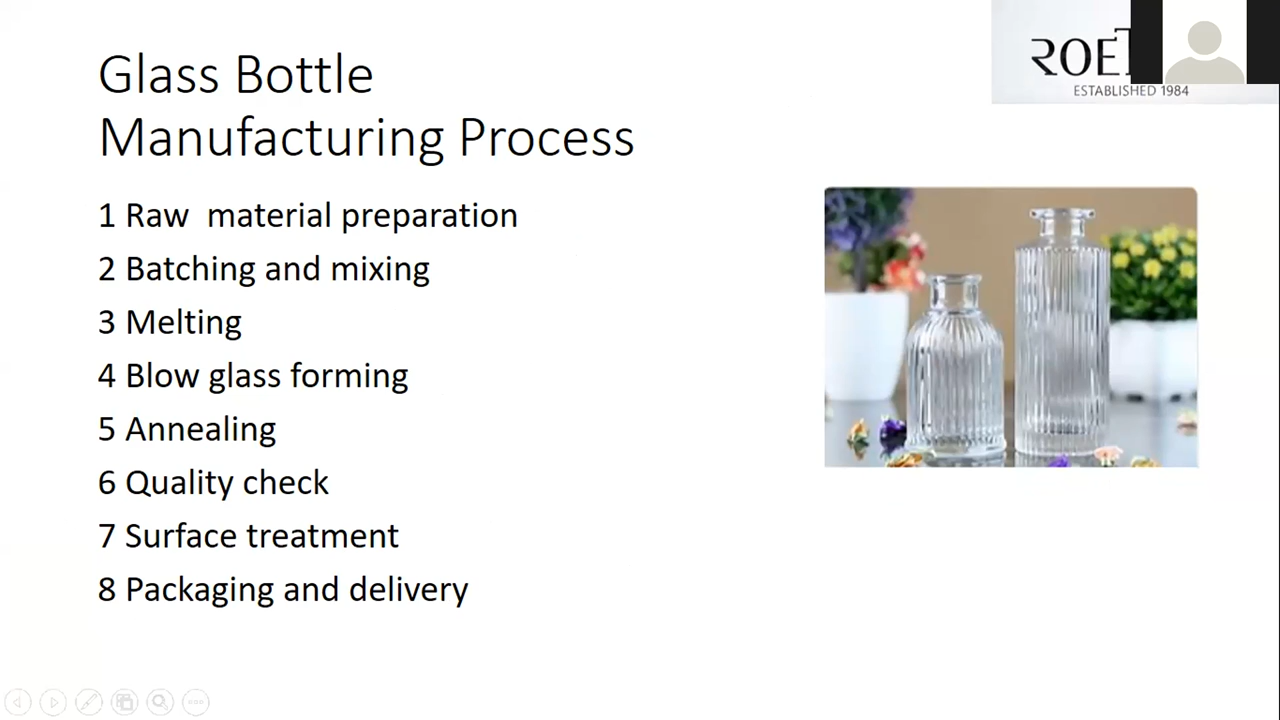 Glass Bottle
Manufacturing Process
1 Raw  material preparation
2 Batching and mixing
3 Melting
4 Blow glass forming
5 Annealing
6 Quality check
7 Surface treatment
8 Packaging and delivery
ESTABLISHED 1984